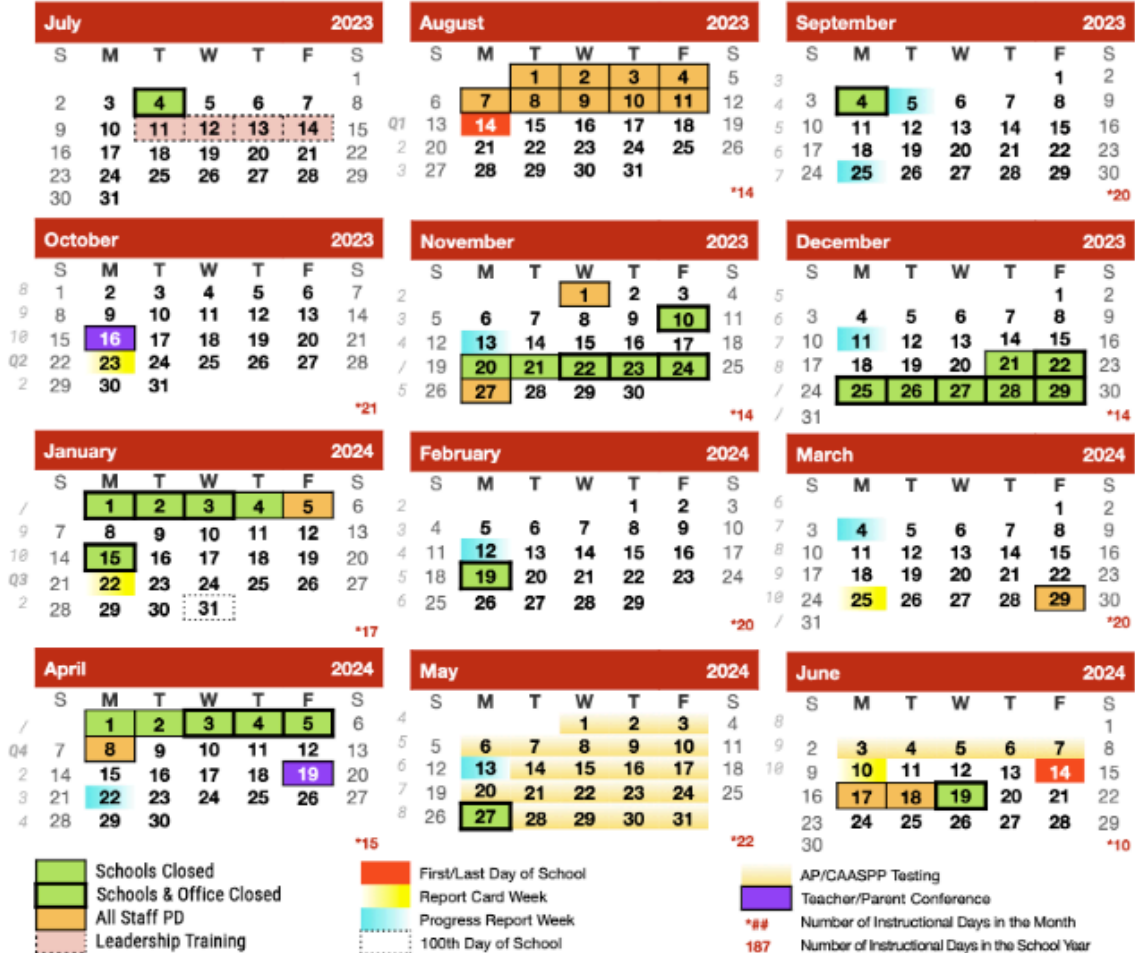 July 2023
S M T W T F S
1
2 3 4 5 6 7 8
9 10 11 12 13 14 15
16 17 18 19 20 21 22
23 24 25 26 27 28 29
30 31
August 2023
S M T W T F S
1 2 3 4 5
6 7 8 9 10 11 12
Q1 13 14 15 16 17 18 19
2 20 21 22 23 24 25 26
3 27 28 29 30 31
*14
September 2023
S M T W T F S
3 1 2
4 3 4 5 6 7 8 9
5 10 11 12 13 14 15 16
6 17 18 19 20 21 22 23
7 24 25 26 27 28 29 30
*20
October 2023
S M T W T F S
8 1 2 3 4 5 6 7
9 8 9 10 11 12 13 14
10 15 16 17 18 19 20 21
Q2 22 23 24 25 26 27 28
2 29 30 31
*21
November 2023
S M T W T F S
2 1 2 3 4
3 5 6 7 8 9 10 11
4 12 13 14 15 16 17 18
/ 19 20 21 22 23 24 25
5 26 27 28 29 30
*14
December 2023
S M T W T F S
5 1 2
6 3 4 5 6 7 8 9
7 10 11 12 13 14 15 16
8 17 18 19 20 21 22 23
/ 24 25 26 27 28 29 30
/ 31
*14
January 2024
S M T W T F S
/ 1 2 3 4 5 6
9 7 8 9 10 11 12 13
10 14 15 16 17 18 19 20
Q3 21 22 23 24 25 26 27
2 28 29 30 31
*17
February 2024
S M T W T F S
2 1 2 3
3 4 5 6 7 8 9 10
4 11 12 13 14 15 16 17
5 18 19 20 21 22 23 24
6 25 26 27 28 29
*20
March 2024
S M T W T F S
6 1 2
7 3 4 5 6 7 8 9
8 10 11 12 13 14 15 16
9 17 18 19 20 21 22 23
10 24 25 26 27 28 29 30
/ 31
*20
April 2024
S M T W T F S
/ 1 2 3 4 5 6
Q4 7 8 9 10 11 12 13
2 14 15 16 17 18 19 20
3 21 22 23 24 25 26 27
4 28 29 30
*15
May 2024
S M T W T F S
4 1 2 3 4
5 5 6 7 8 9 10 11
6 12 13 14 15 16 17 18
7 19 20 21 22 23 24 25
8 26 27 28 29 30 31
*22
June 2024
S M T W T F S
8 1
9 2 3 4 5 6 7 8
10 9 10 11 12 13 14 15
16 17 18 19 20 21 22
23 24 25 26 27 28 29
30
*10
Schools Closed
Schools & Office Closed
All Staff PD
Leadership Training
First/Last Day of School
Report Card Week
Progress Report Week
100th Day of School
AP/CAASPP Testing
Teacher/Parent Conference
*## Number of Instructional Days in the Month
187 Number of Instructional Days in the School Year